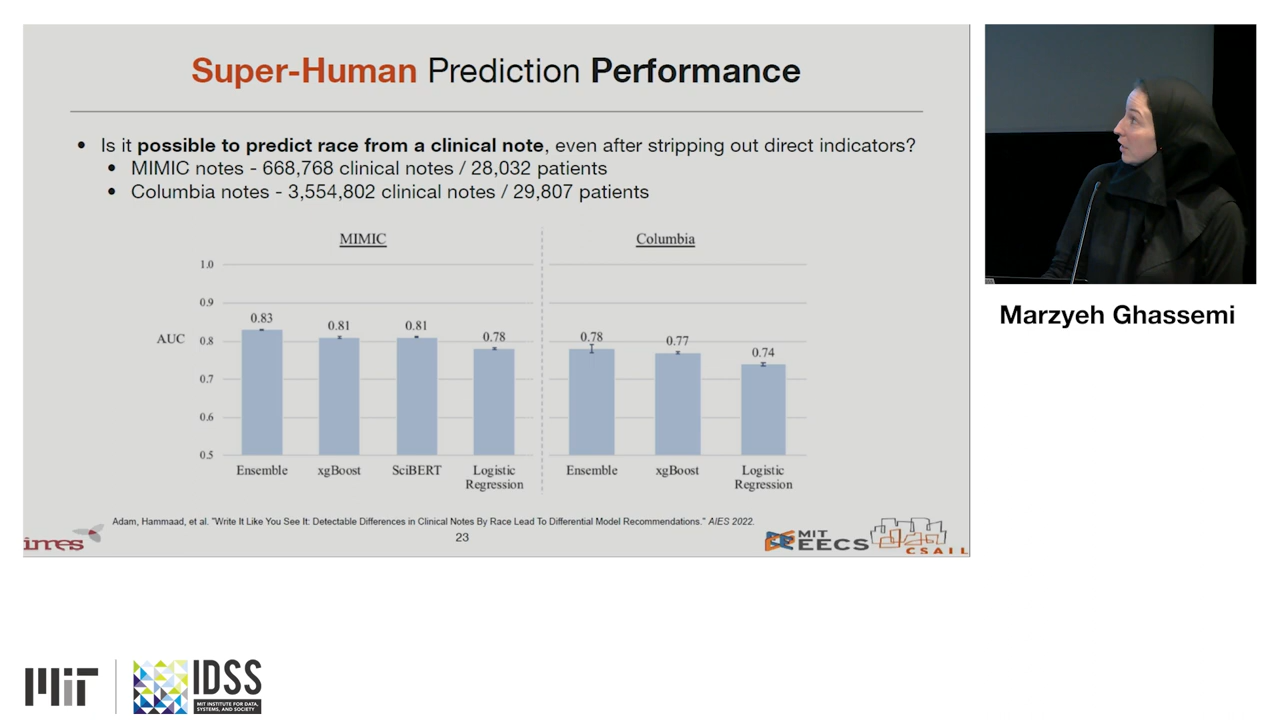 Super-Human Prediction Performance
• Is it possible to predict race from a clinical note, even after stripping out direct indicators?
• MIMIC notes - 668,768 clinical notes / 28,032 patients
• Columbia notes - 3,554,802 clinical notes / 29,807 patients
MIMIC
Columbia
AUC
1.0
0.9
0.8
0.7
0.6
0.5
0.83
0.81
0.81
0.78
0.78
0.77
0.74
Ensemble
xgBoost
SciBERT
Logistic
Regression
Ensemble
xgBoost
Logistic
Regression
Adam, Hammaad, et al. "Write It Like You See It: Detectable Differences in Clinical Notes By Race Lead To Differential Model Recommendations." AIES 2022.
23
imes
MIT
EECS
CSAIL
Marzyeh Ghassemi
MIT
IDSS
MIT INSTITUTE FOR DATA,
SYSTEMS, AND SOCIETY